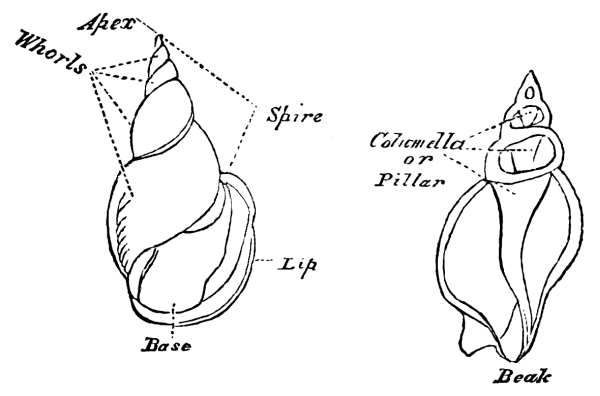 Apex
Whorls
Spire
Lip
Base
Columella
or
Pillar
Beak